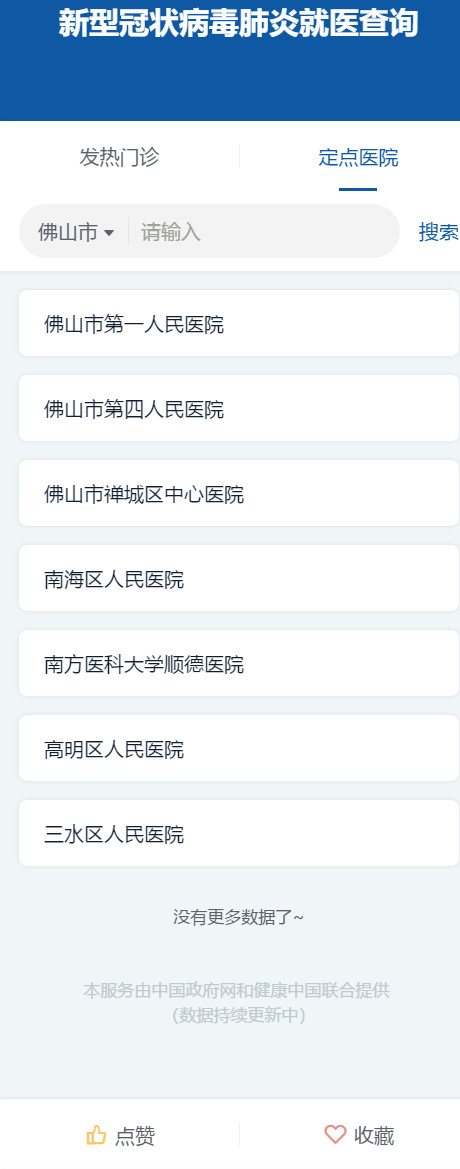 新型冠状病毒肺炎就医查询
发热门诊 定点医院
佛山市 请输入 搜索
佛山市第一人民医院
佛山市第四人民医院
佛山市禅城区中心医院
南海区人民医院
南方医科大学顺德医院
高明区人民医院
三水区人民医院
没有更多数据了~
本服务由中国政府网和健康中国联合提供
（数据持续更新中）
点赞 收藏